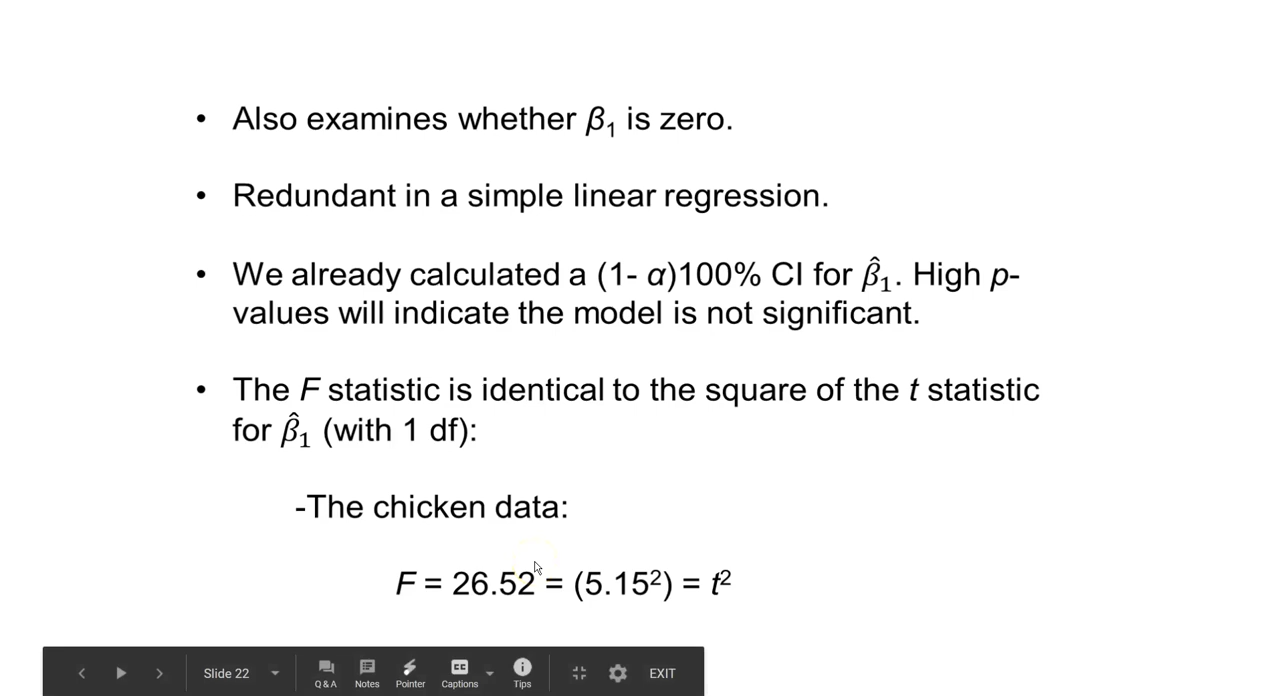 • Also examines whether β₁ is zero.
• Redundant in a simple linear regression.
• We already calculated a (1- α)100% CI for β̂₁. High p-
values will indicate the model is not significant.
• The F statistic is identical to the square of the t statistic
for β̂₁ (with 1 df):
-The chicken data:
F = 26.52 = (5.15²) = t²
Slide 22
Q&A Notes Pointer CC Captions Tips EXIT